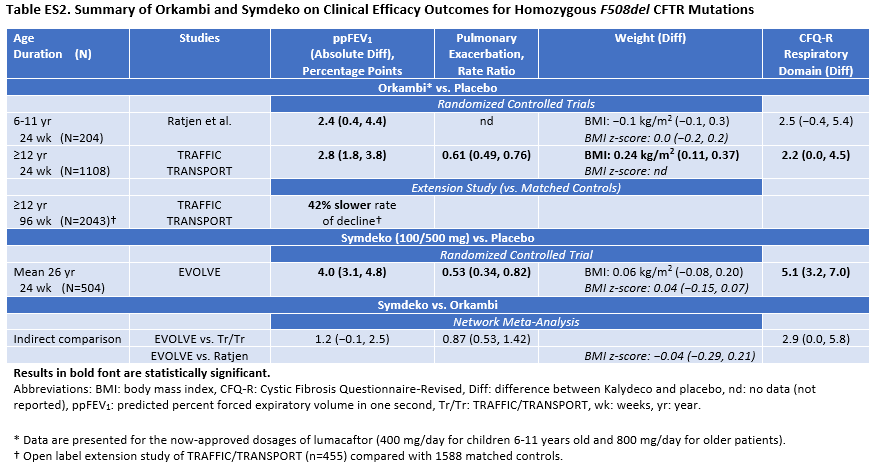 Table ES2. Summary of Orkambi and Symdeko on Clinical Efficacy Outcomes for Homozygous F508del CFTR Mutations
Age Duration (N) Studies ppFEV₁ (Absolute Diff), Percentage Points Pulmonary Exacerbation, Rate Ratio Weight (Diff) CFQ-R Respiratory Domain (Diff)
Orkambi* vs. Placebo
Randomized Controlled Trials
6-11 yr Ratjen et al. 2.4 (0.4, 4.4) nd BMI: −0.1 kg/m² (−0.1, 0.3) 2.5 (−0.4, 5.4)
24 wk (N=204) BMI z-score: 0.0 (−0.2, 0.2)
≥12 yr TRAFFIC 2.8 (1.8, 3.8) 0.61 (0.49, 0.76) BMI: 0.24 kg/m² (0.11, 0.37) 2.2 (0.0, 4.5)
24 wk (N=1108) TRANSPORT BMI z-score: nd
Extension Study (vs. Matched Controls)
≥12 yr TRAFFIC 42% slower rate
96 wk (N=2043)† TRANSPORT of decline†
Symdeko (100/500 mg) vs. Placebo
Randomized Controlled Trial
Mean 26 yr EVOLVE 4.0 (3.1, 4.8) 0.53 (0.34, 0.82) BMI: 0.06 kg/m² (−0.08, 0.20) 5.1 (3.2, 7.0)
24 wk (N=504) BMI z-score: 0.04 (−0.15, 0.07)
Symdeko vs. Orkambi
Network Meta-Analysis
Indirect comparison EVOLVE vs. Tr/Tr 1.2 (−0.1, 2.5) 0.87 (0.53, 1.42) 2.9 (0.0, 5.8)
EVOLVE vs. Ratjen BMI z-score: −0.04 (−0.29, 0.21)
Results in bold font are statistically significant.
Abbreviations: BMI: body mass index, CFQ-R: Cystic Fibrosis Questionnaire-Revised, Diff: difference between Kalydeco and placebo, nd: no data (not
reported), ppFEV₁: predicted percent forced expiratory volume in one second, Tr/Tr: TRAFFIC/TRANSPORT, wk: weeks, yr: year.
* Data are presented for the now-approved dosages of lumacaftor (400 mg/day for children 6-11 years old and 800 mg/day for older patients).
† Open label extension study of TRAFFIC/TRANSPORT (n=455) compared with 1588 matched controls.